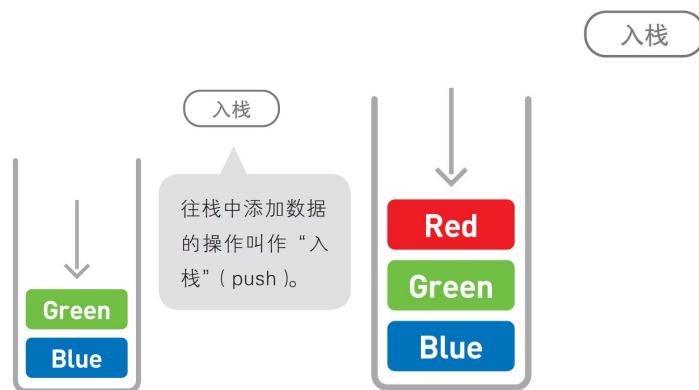 入栈
入栈
往栈中添加数据
的操作叫作“入
栈”( push )。
Green
Blue
Red
Green
Blue